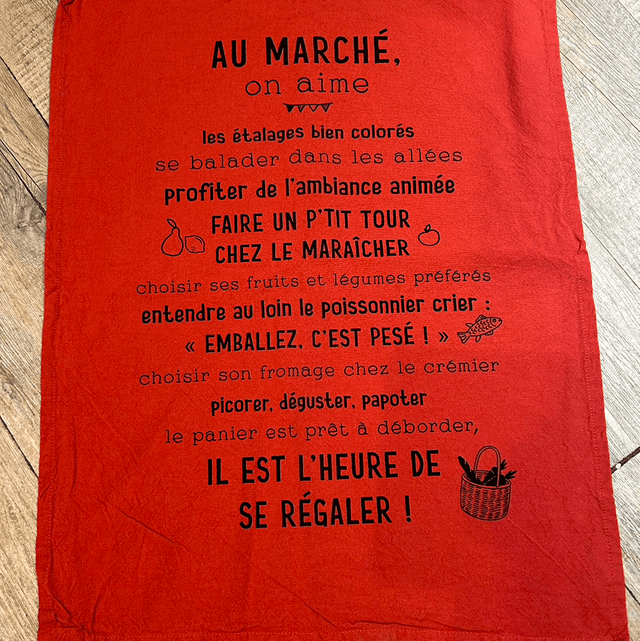 AU MARCHÉ,
on aime
les étalages bien colorés
se balader dans les allées
profiter de l'ambiance animée
FAIRE UN P'TIT TOUR
CHEZ LE MARAÎCHER
choisir ses fruits et légumes préférés
entendre au loin le poissonnier crier :
« EMBALLEZ, C'EST PESÉ ! »
choisir son fromage chez le crémier
picorer, déguster, papoter
le panier est prêt à déborder,
IL EST L'HEURE DE
SE RÉGALER !